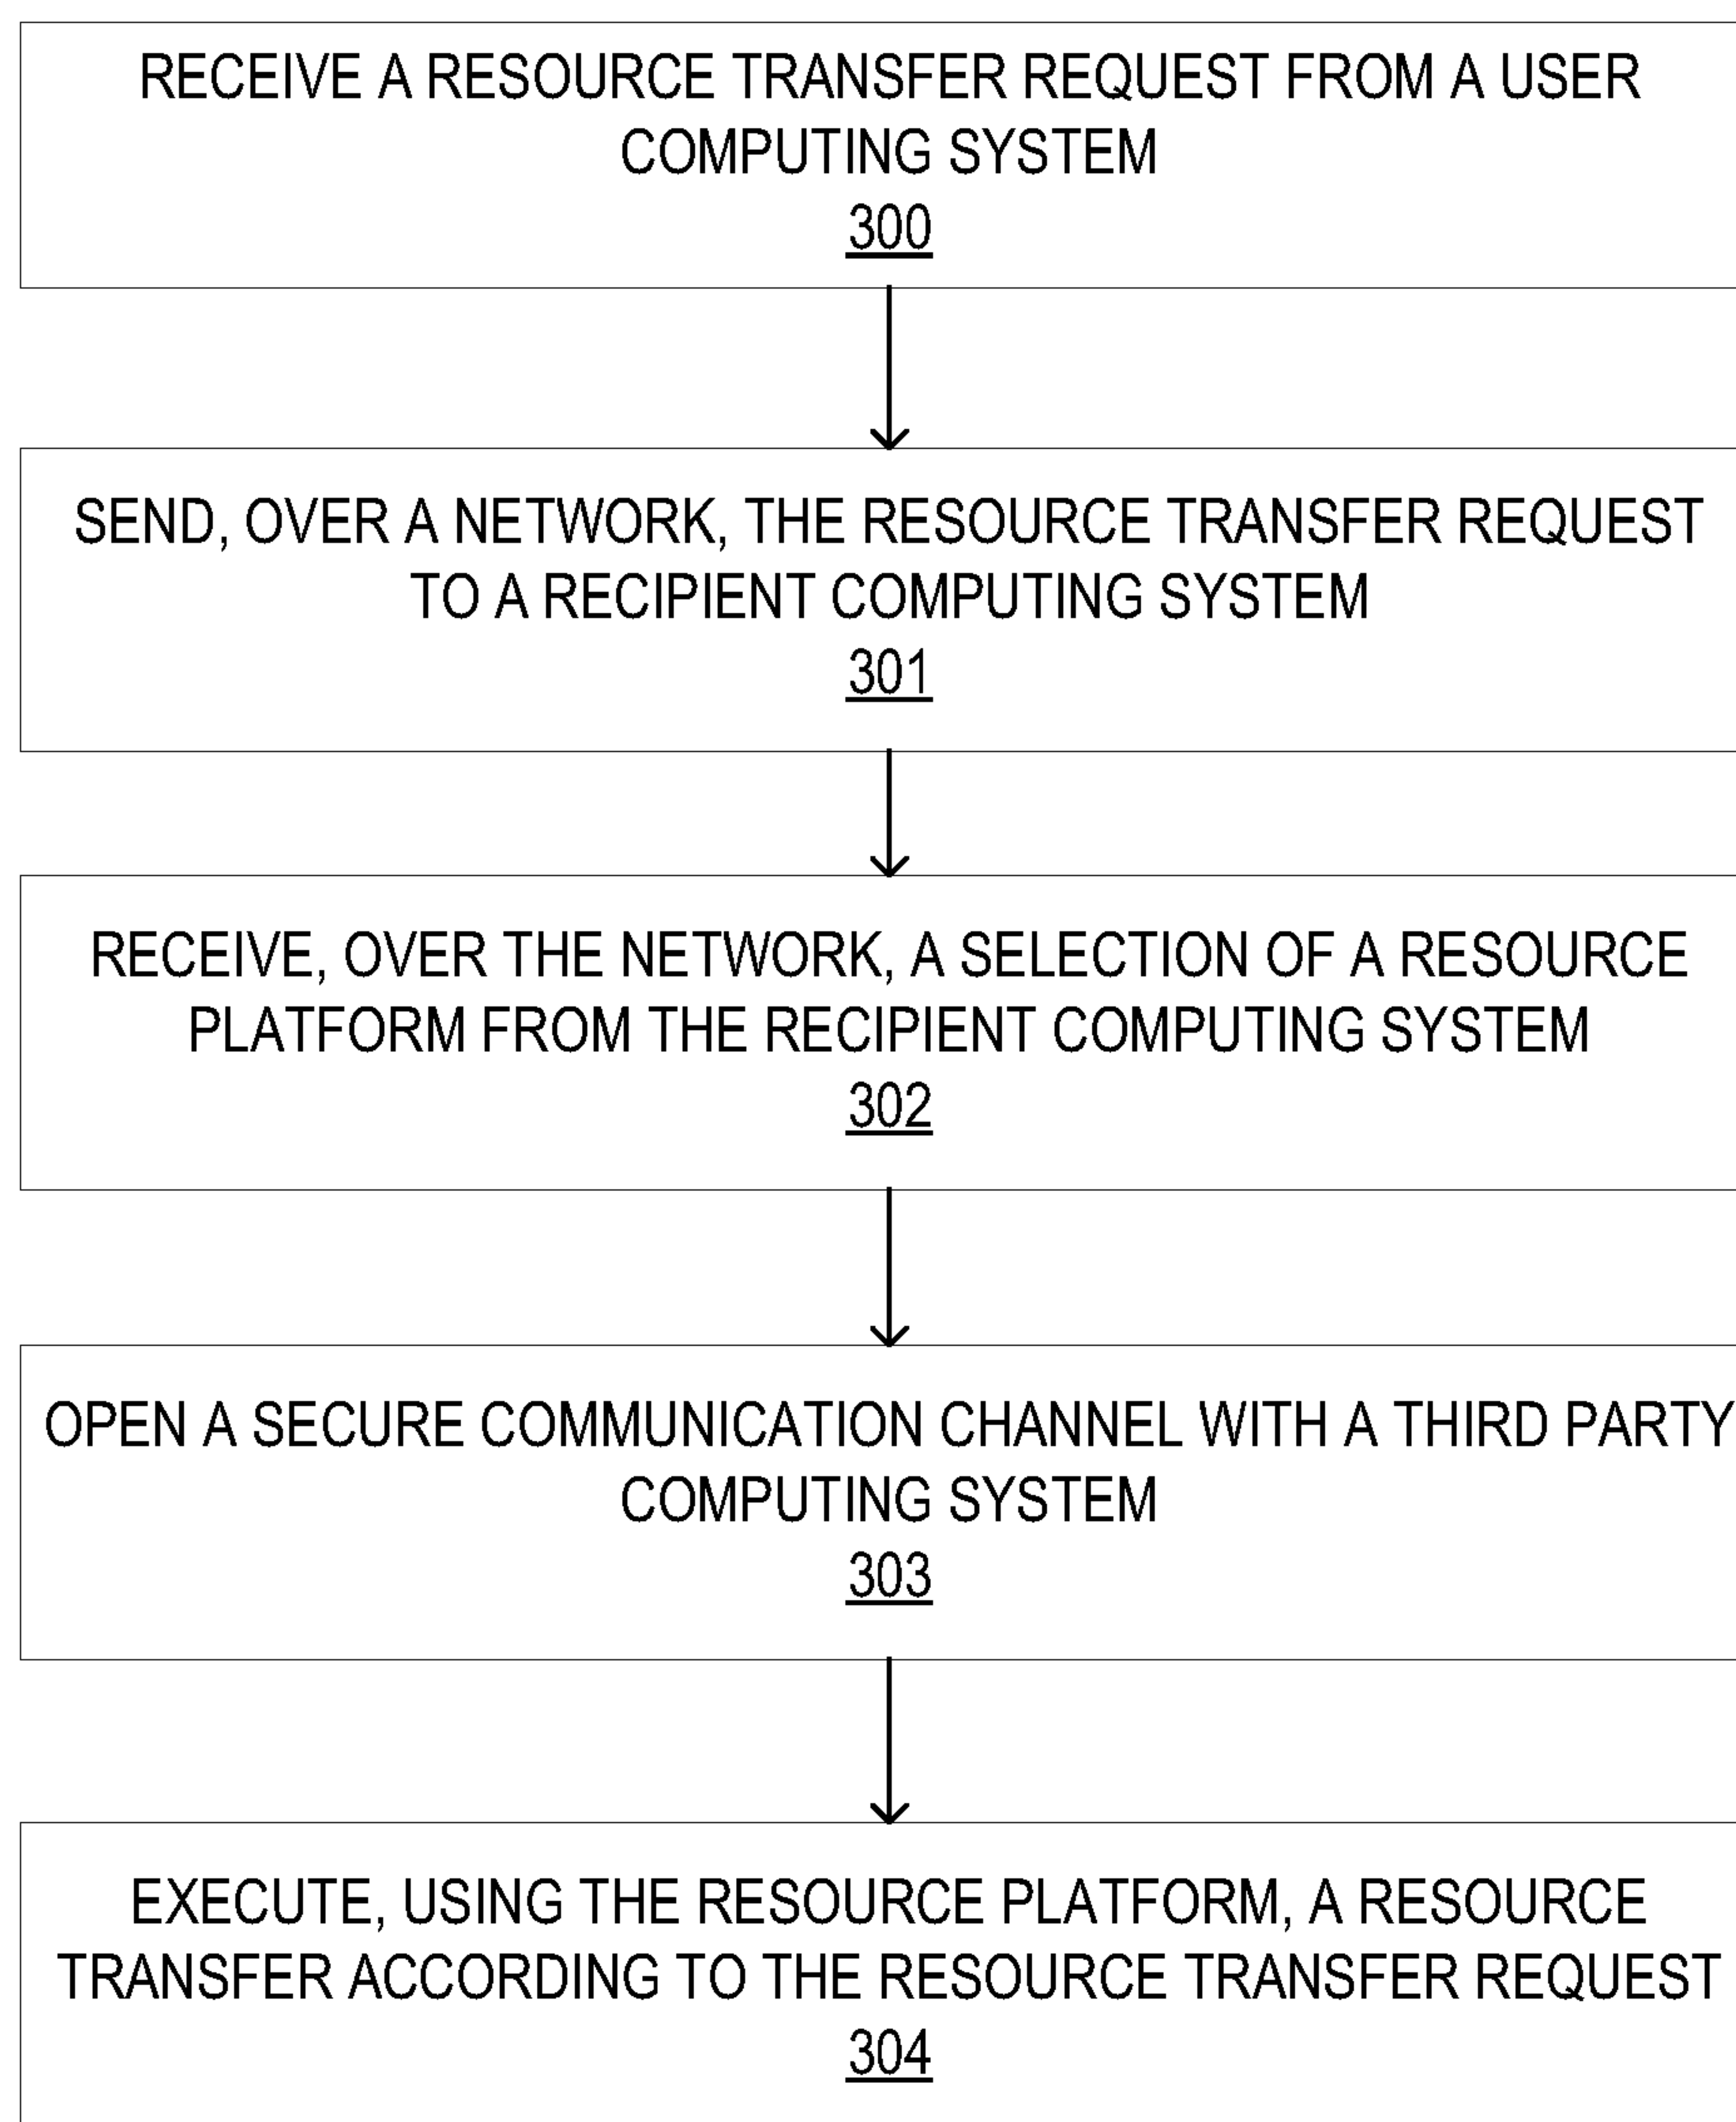 RECEIVE A RESOURCE TRANSFER REQUEST FROM A USER
COMPUTING SYSTEM
300
SEND, OVER A NETWORK, THE RESOURCE TRANSFER REQUEST
TO A RECIPIENT COMPUTING SYSTEM
301
RECEIVE, OVER THE NETWORK, A SELECTION OF A RESOURCE
PLATFORM FROM THE RECIPIENT COMPUTING SYSTEM
302
OPEN A SECURE COMMUNICATION CHANNEL WITH A THIRD PARTY
COMPUTING SYSTEM
303
EXECUTE, USING THE RESOURCE PLATFORM, A RESOURCE
TRANSFER ACCORDING TO THE RESOURCE TRANSFER REQUEST
304